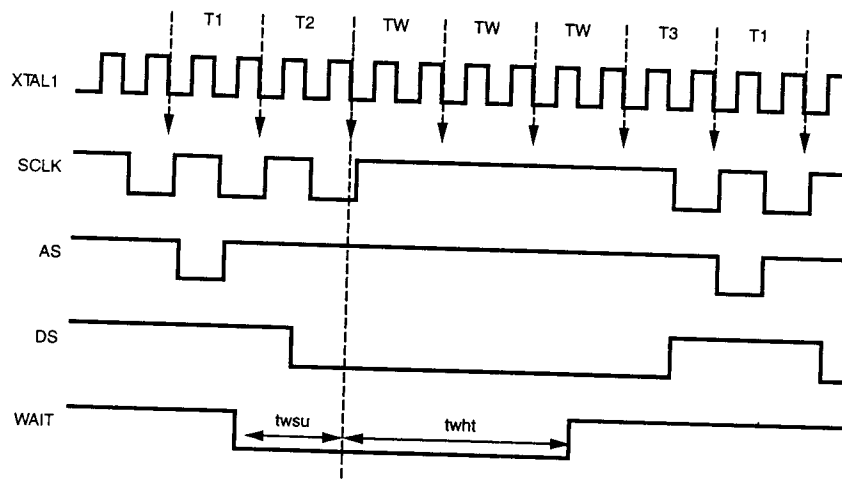 T1 T2 TW TW TW T3 T1
XTAL1
SCLK
AS
DS
WAIT
twsu twht